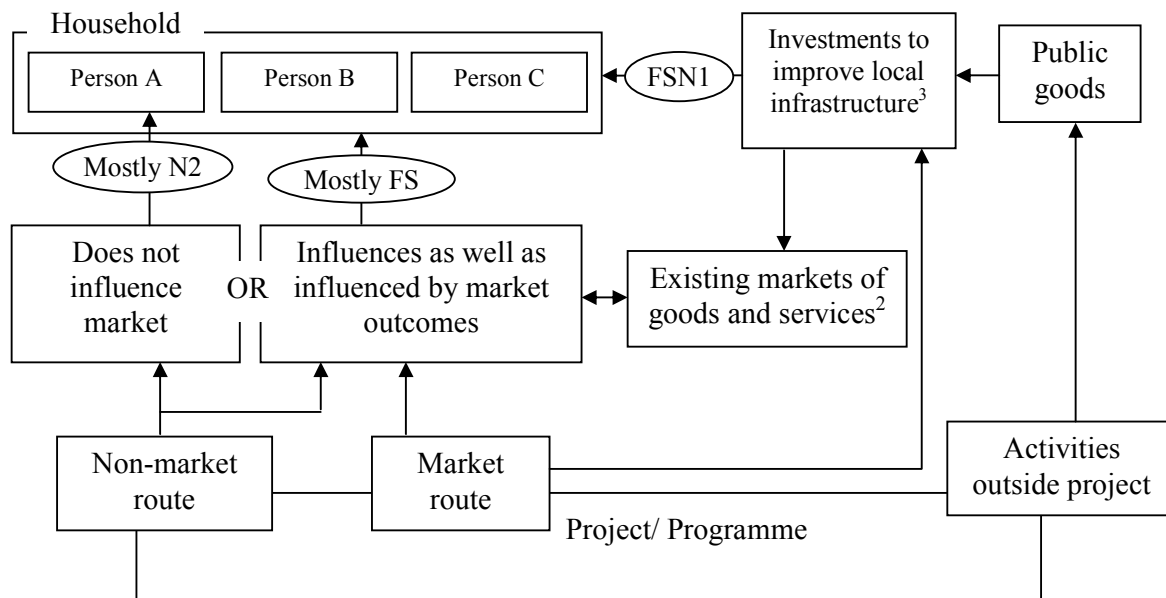 Household
Person A
Person B
Person C
FSN1
Investments to
improve local
infrastructure³
Public
goods
Mostly N2
Mostly FS
Does not
influence
market
OR
Influences as well as
influenced by market
outcomes
Existing markets of
goods and services²
Non-market
route
Market
route
Activities
outside project
Project/ Programme